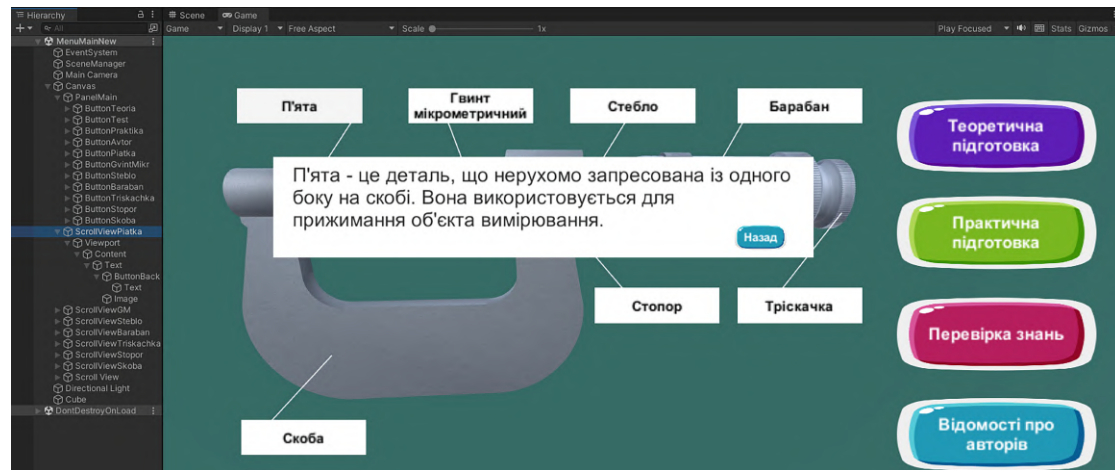 Hierarchy
All
MenuMainNew
EventSystem
SceneManager
Main Camera
Canvas
PanelMain
ButtonTeoria
ButtonTest
ButtonPraktika
ButtonAvtor
ButtonPiatka
ButtonGvintMikr
ButtonSteblo
ButtonBaraban
ButtonTriskachka
ButtonStopor
ButtonSkoba
ScrollViewPiatka
Viewport
Content
Text
ButtonBack
Text
Image
ScrollViewGM
ScrollViewSteblo
ScrollViewBaraban
ScrollViewTriskachka
ScrollViewStopor
ScrollViewSkoba
Scroll View
Directional Light
Cube
DontDestroyOnLoad
Scene Game
Game Display 1 Free Aspect Scale 1x Play Focused Stats Gizmos
П'ята
Гвинт
мікрометричний
Стебло
Барабан
П'ята - це деталь, що нерухомо запресована із одного
боку на скобі. Вона використовується для
прижимання об'єкта вимірювання.
Назад
Стопор
Тріскачка
Скоба
Теоретична
підготовка
Практична
підготовка
Перевірка знань
Відомості про
авторів